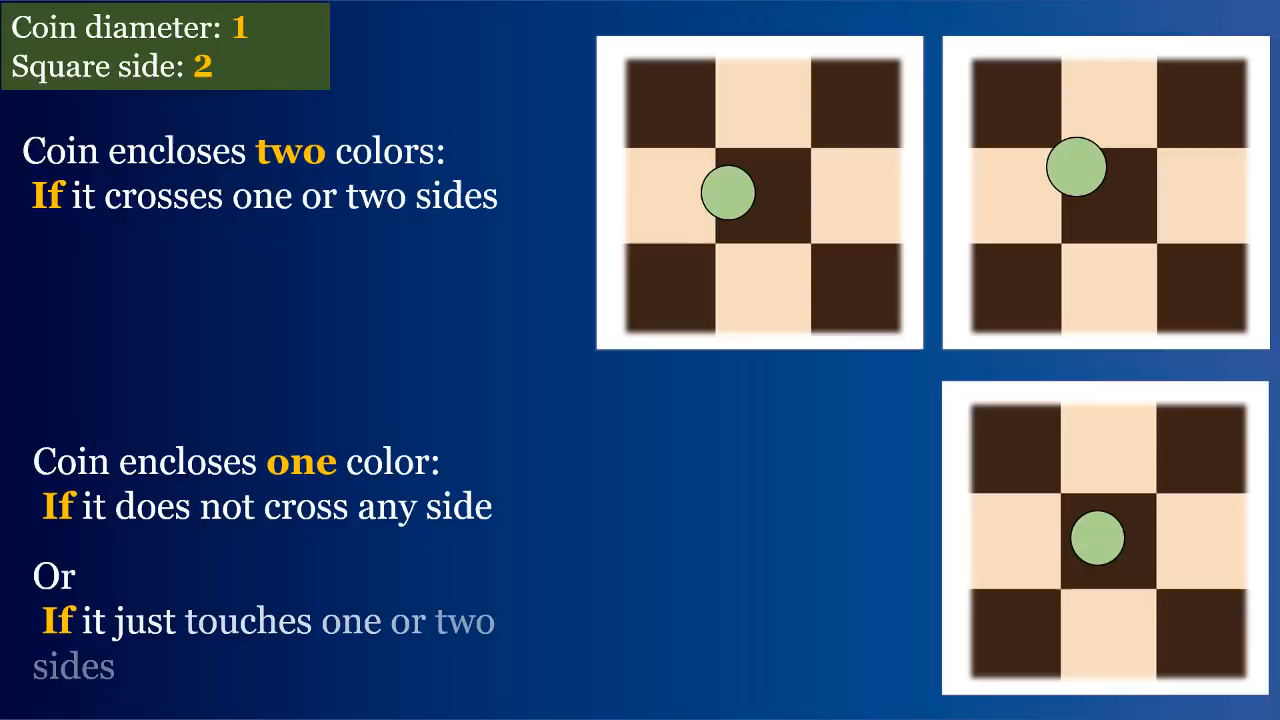 Coin diameter: 1
Square side: 2
Coin encloses two colors:
If it crosses one or two sides
Coin encloses one color:
If it does not cross any side
Or
If it just touches one or two
sides